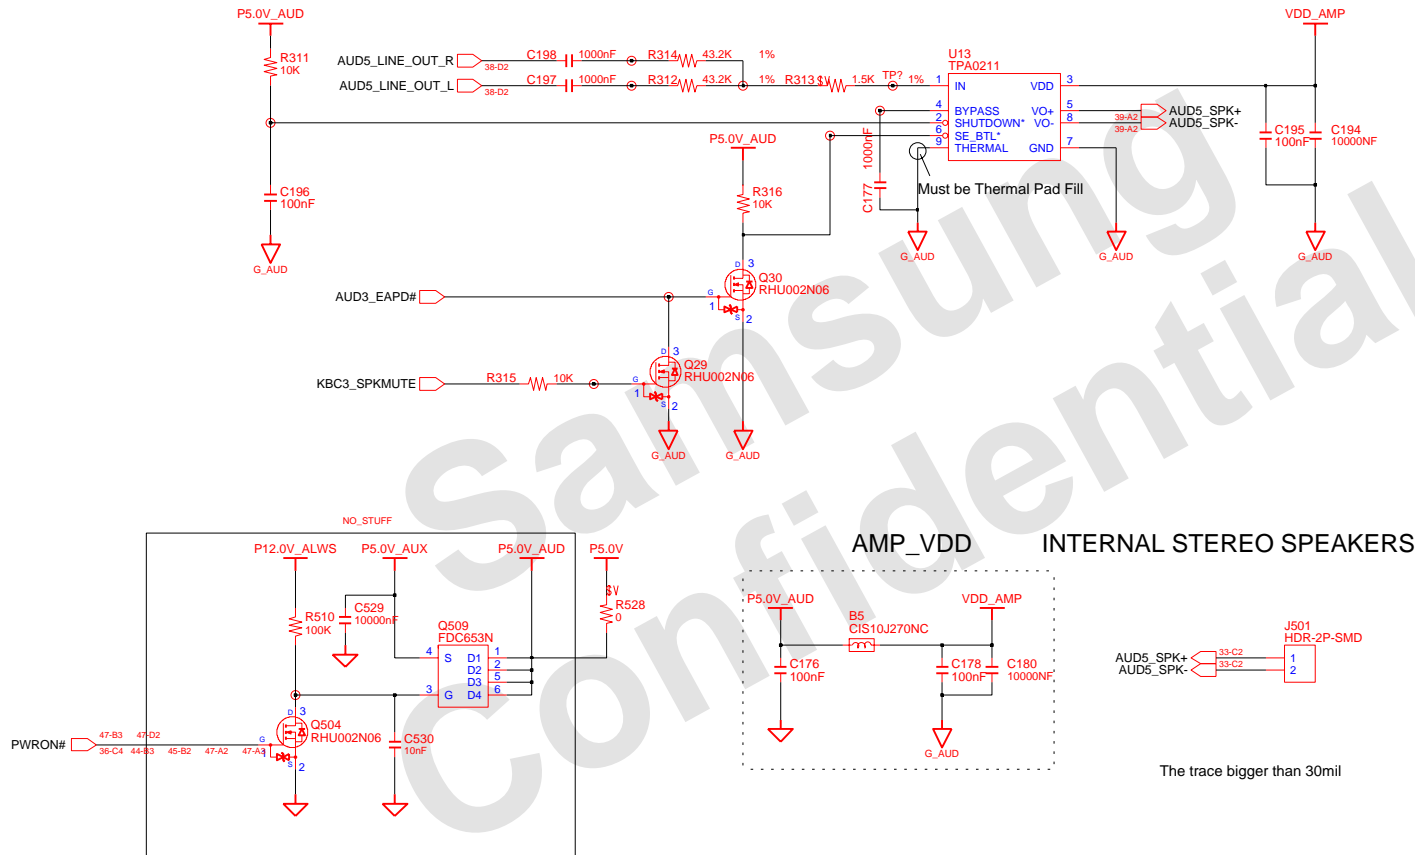 P5.0V_AUD
VDD_AMP
R311
10K
AUD5_LINE_OUT_R
38-D2
C198
1000nF
R314
43.2K
1%
AUD5_LINE_OUT_L
38-D2
C197
1000nF
R312
43.2K
1%
R313
1.5K
TP?
1%
U13
TPA0211
1 IN
VDD 3
4 BYPASS
VO+ 5
2 SHUTDOWN*
VO- 8
6 SE_BTL*
9 THERMAL
GND 7
39-A2
AUD5_SPK+
39-A2
AUD5_SPK-
C195
100nF
C194
10000NF
C177
1000nF
Must be Thermal Pad Fill
P5.0V_AUD
R316
10K
C196
100nF
G_AUD
G_AUD
G_AUD
G_AUD
D 3
Q30
RHU002N06
G
1
S 2
AUD3_EAPD#
D 3
Q29
RHU002N06
KBC3_SPKMUTE
R315
10K
G
1
S 2
G_AUD
G_AUD
Samsung
Confidential
NO_STUFF
P12.0V_ALWS
P5.0V_AUX
P5.0V_AUD
P5.0V
R510
100K
C529
10000nF
R528
0
Q509
FDC653N
4 S
D1 1
D2 2
D3 5
3 G
D4 6
D 3
Q504
RHU002N06
G
1
S 2
C530
10nF
PWRON#
47-B3
47-D2
36-C4
44-B3
45-B2
47-A2
47-A3
AMP_VDD
P5.0V_AUD
B5
CIS10J270NC
VDD_AMP
C176
100nF
C178
100nF
C180
10000NF
G_AUD
INTERNAL STEREO SPEAKERS
J501
HDR-2P-SMD
AUD5_SPK+
33-C2
1
AUD5_SPK-
33-C2
2
The trace bigger than 30mil